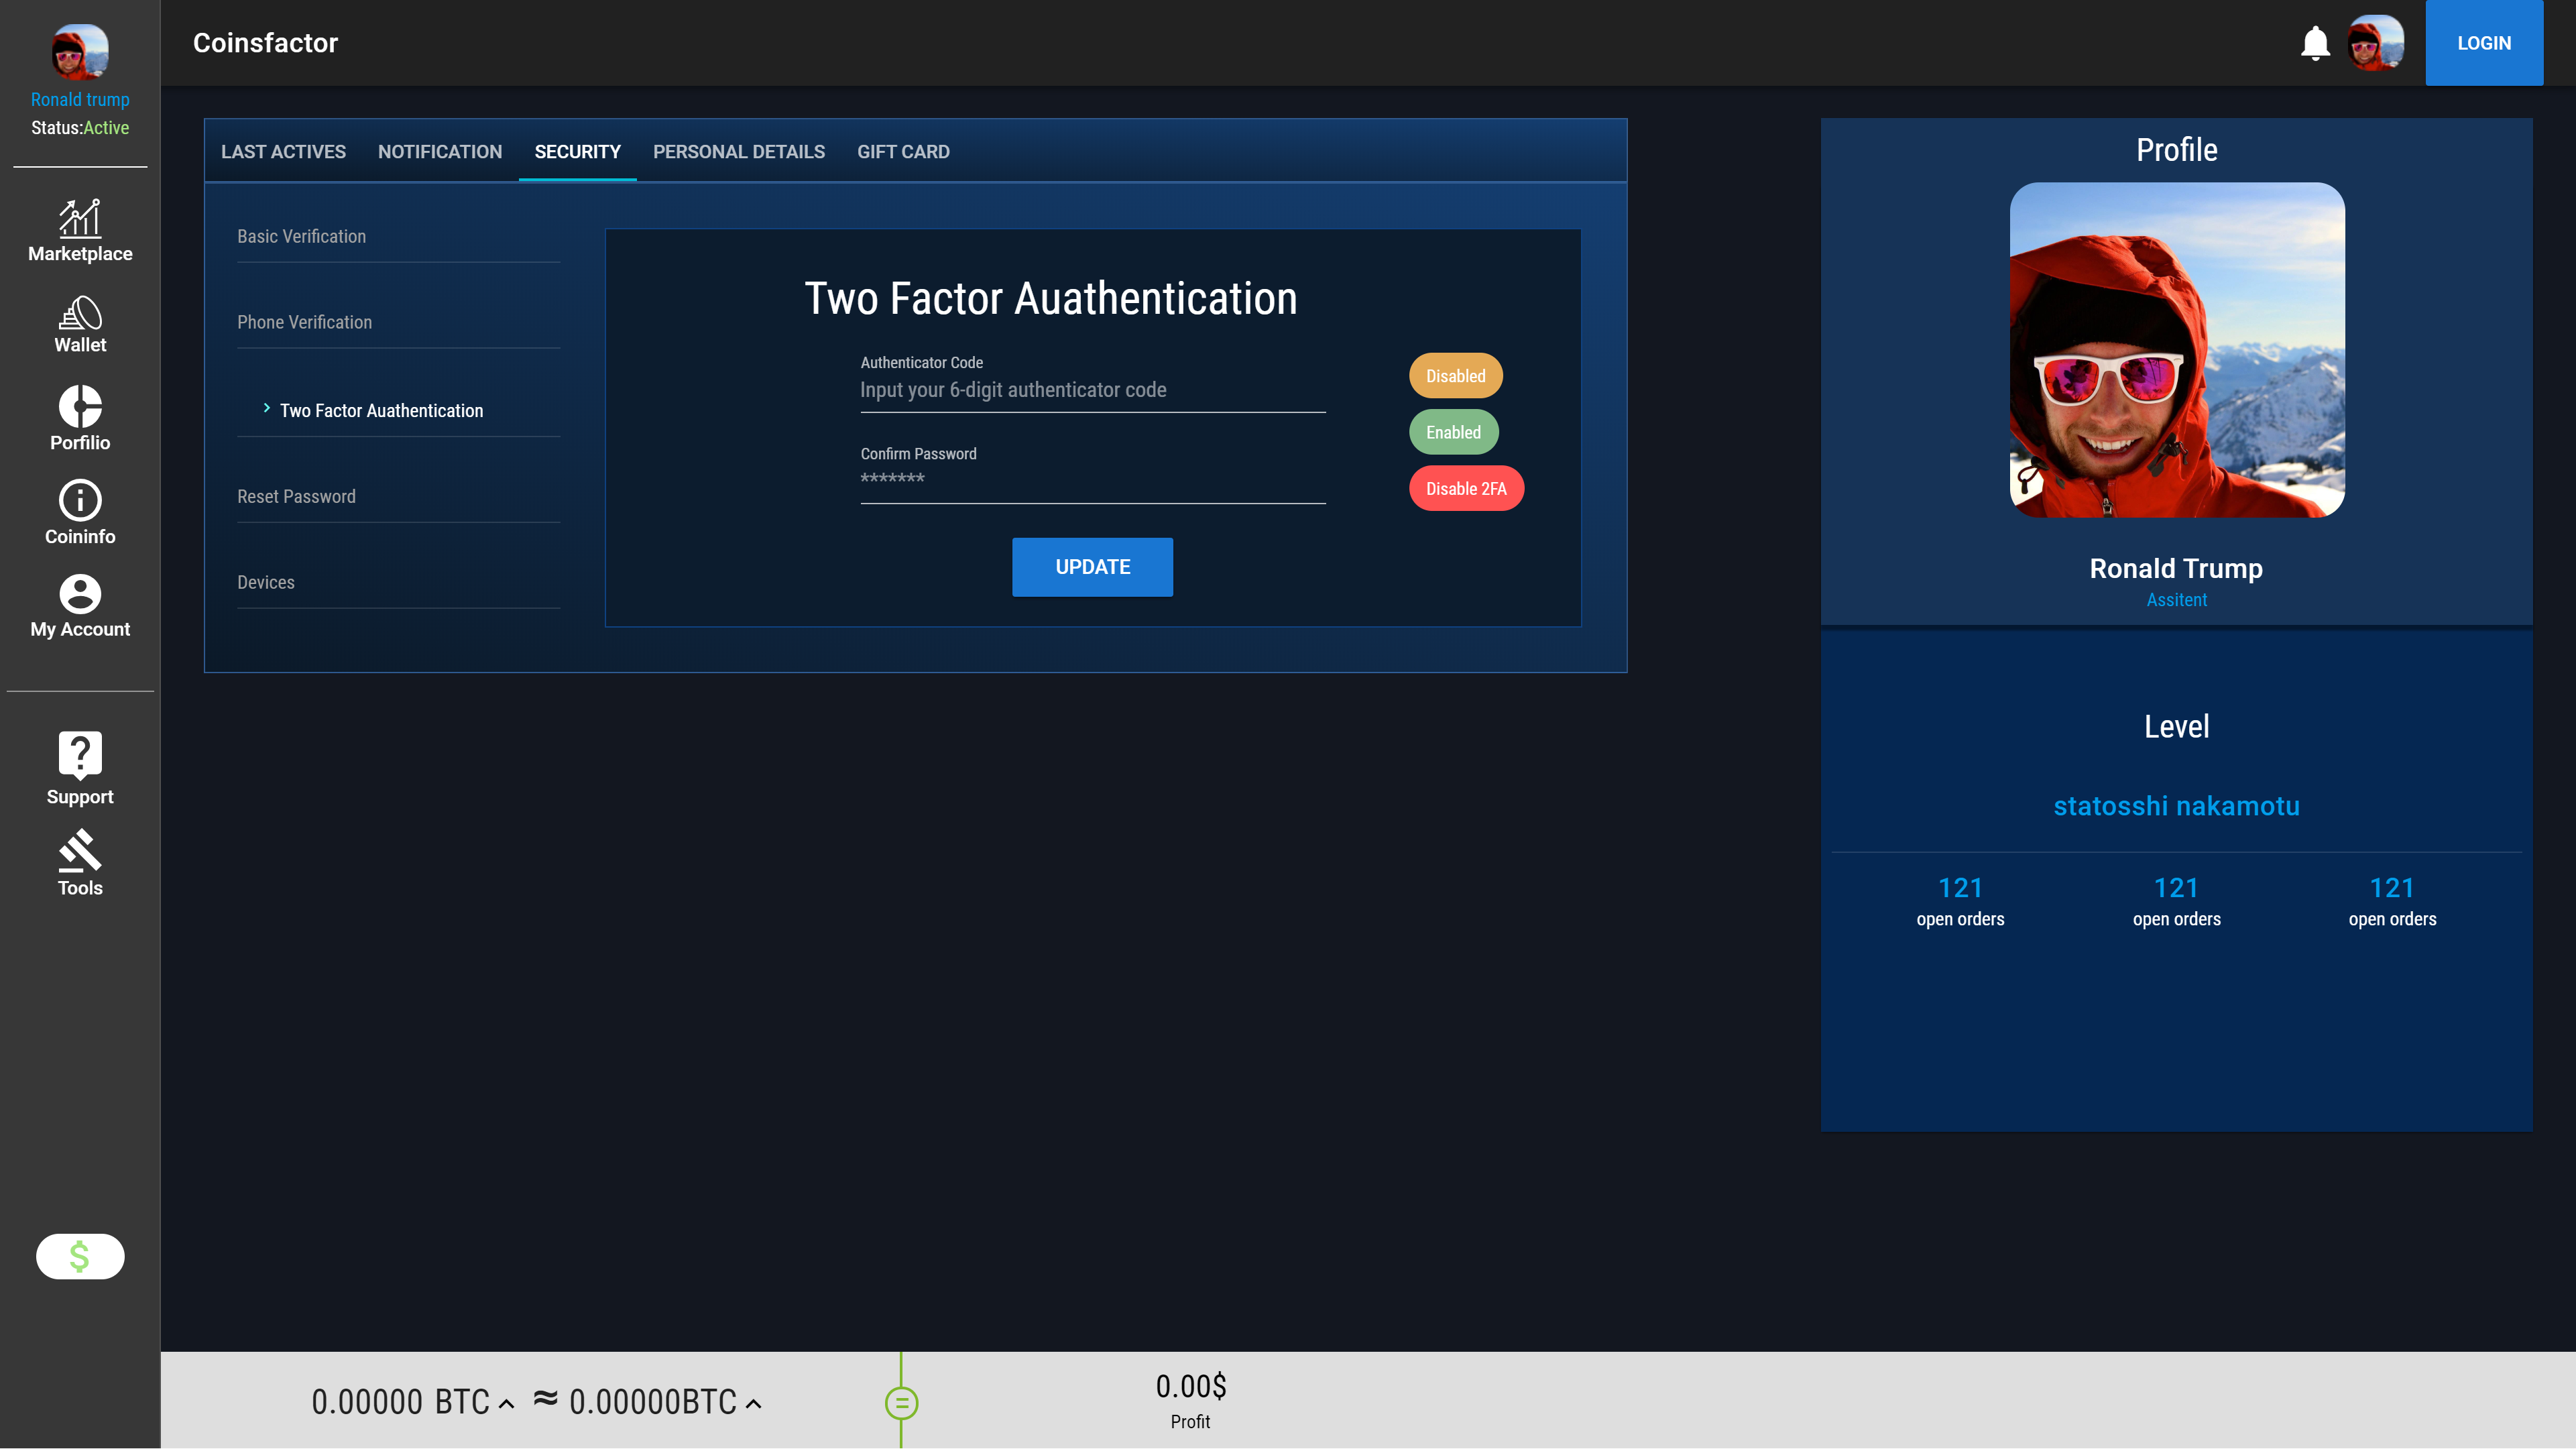 Ronald trump
Status:Active
Marketplace
Wallet
Porfilio
Coininfo
My Account
Support
Tools
$
Coinsfactor
LOGIN
LAST ACTIVES NOTIFICATION SECURITY PERSONAL DETAILS GIFT CARD
Basic Verification
Phone Verification
Two Factor Auathentication
Reset Password
Devices
Two Factor Auathentication
Authenticator Code
Input your 6-digit authenticator code
Confirm Password
*******
Disabled
Enabled
Disable 2FA
UPDATE
Profile
Ronald Trump
Assitent
Level
statosshi nakamotu
121 121 121
open orders open orders open orders
0.00000 BTC ≈ 0.00000BTC
=
0.00$
Profit